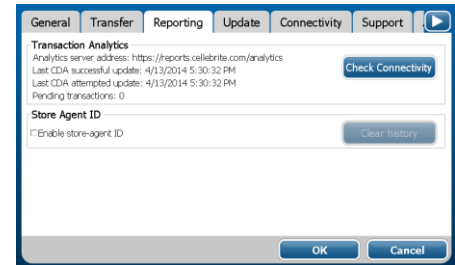 General Transfer Reporting Update Connectivity Support
Transaction Analytics
Analytics server address: https://reports.cellebrite.com/analytics
Last CDA successful update: 4/13/2014 5:30:32 PM
Check Connectivity
Last CDA attempted update: 4/13/2014 5:30:32 PM
Pending transactions: 0
Store Agent ID
Enable store-agent ID
Clear history
OK Cancel